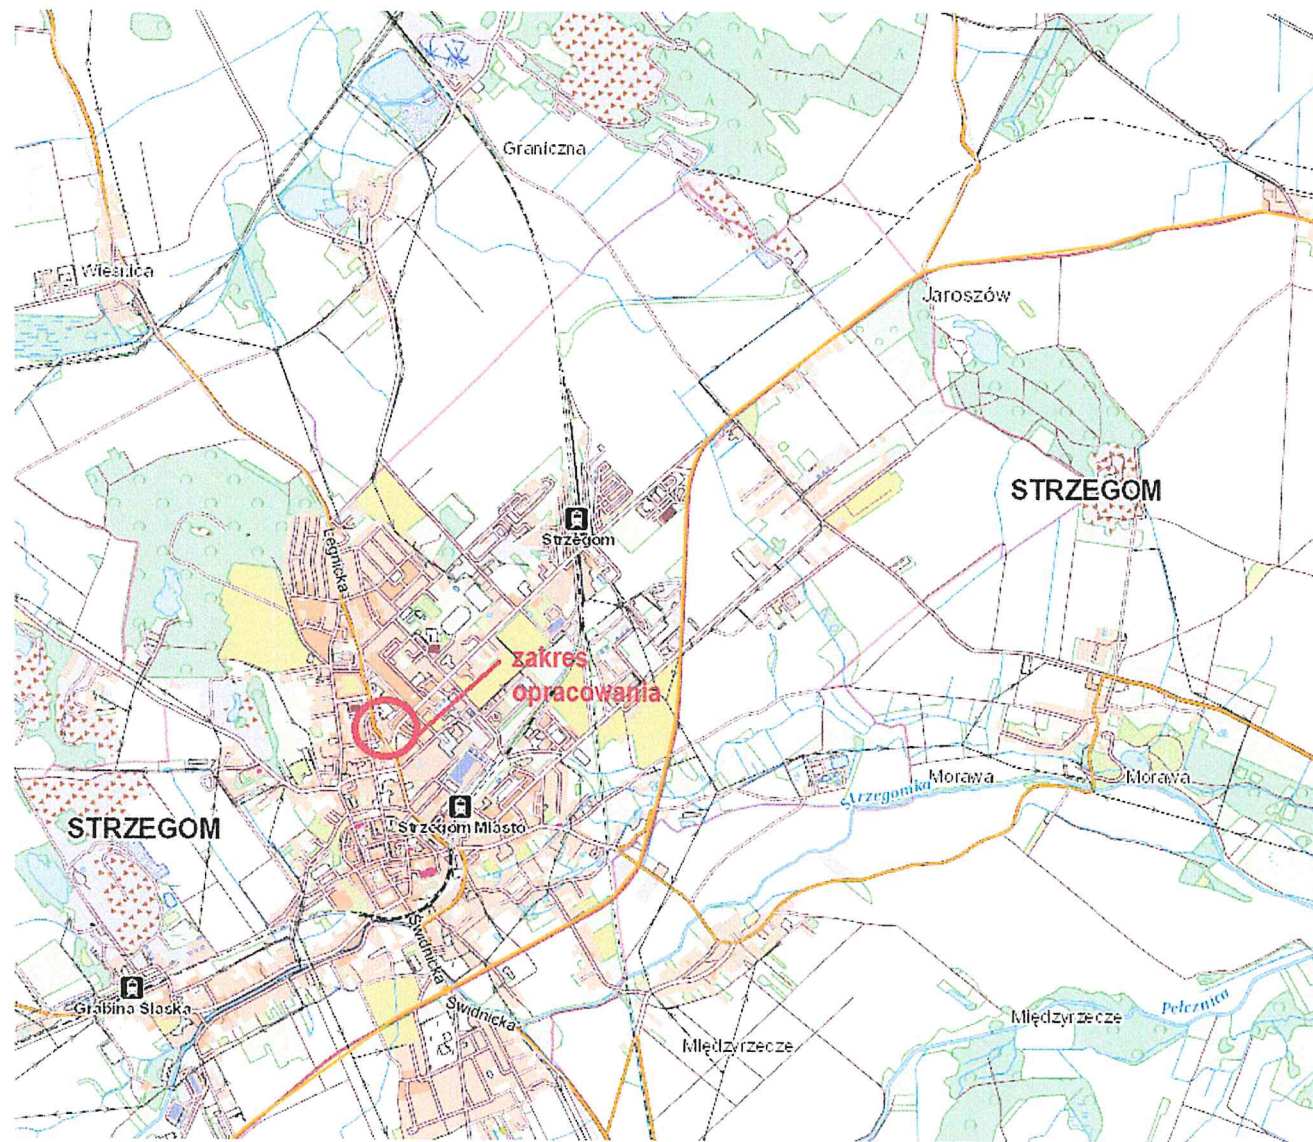 Graniczna
Wieśnica
Jaroszów
STRZEGOM
Strzegom
Legnicka
zakres
opracowania
Morawa
Morawa
Strzegomka
STRZEGOM
Strzegom Miasto
Świdnicka
Grabina Śląska
Świdnicka
Pełcznica
Międzyrzecze
Międzyrzecze